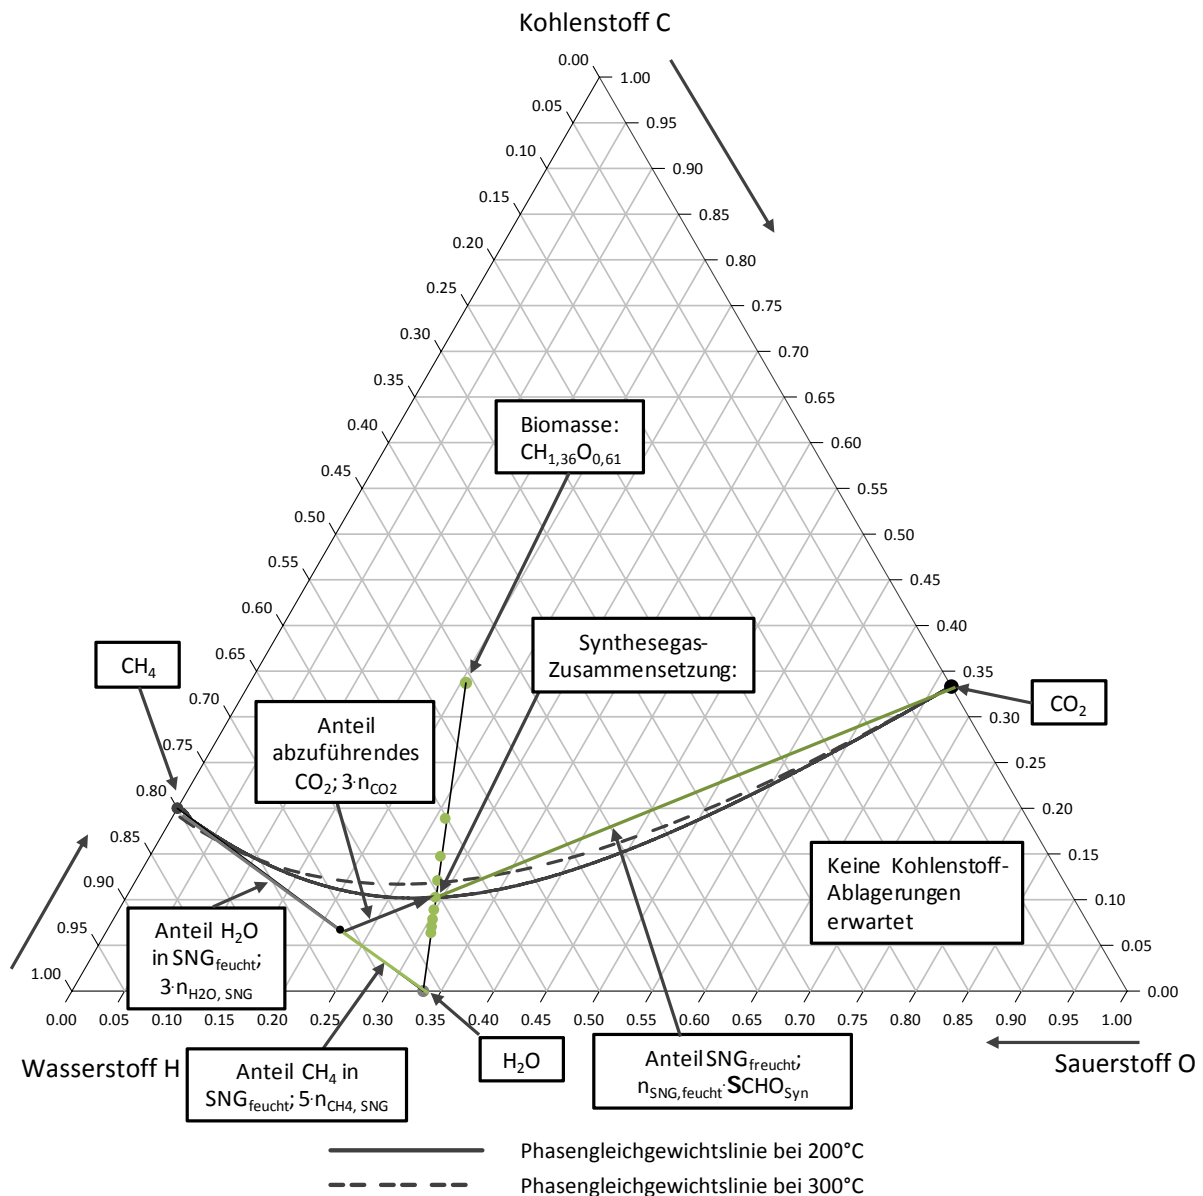 Kohlenstoff C
0.00
1.00
0.05
0.95
0.10
0.90
0.15
0.85
0.20
0.80
0.25
0.75
0.30
0.70
0.35
0.65
0.40
0.60
0.45
0.55
0.50
0.50
0.55
0.45
0.60
0.40
0.65
0.35
0.70
0.30
0.75
0.25
0.80
0.20
0.85
0.15
0.90
0.10
0.95
0.05
1.00
0.00
Biomasse:
CH1,36O0,61
Synthesegas-
Zusammensetzung:
CH4
CO2
Anteil
abzuführendes
CO2; 3·nCO2
Keine Kohlenstoff-
Ablagerungen
erwartet
Anteil H2O
in SNGfeucht;
3·nH2O, SNG
0.00 0.05 0.10 0.20 0.25 0.30 0.35 0.40 0.45 0.50 0.55 0.60 0.65 0.70 0.75 0.80 0.85 0.90 0.95 1.00
Wasserstoff H
Anteil CH4 in
SNGfeucht; 5·nCH4, SNG
H2O
Anteil SNGfreucht;
nSNG,feucht·SCHOSyn
Sauerstoff O
Phasengleichgewichtslinie bei 200°C
Phasengleichgewichtslinie bei 300°C